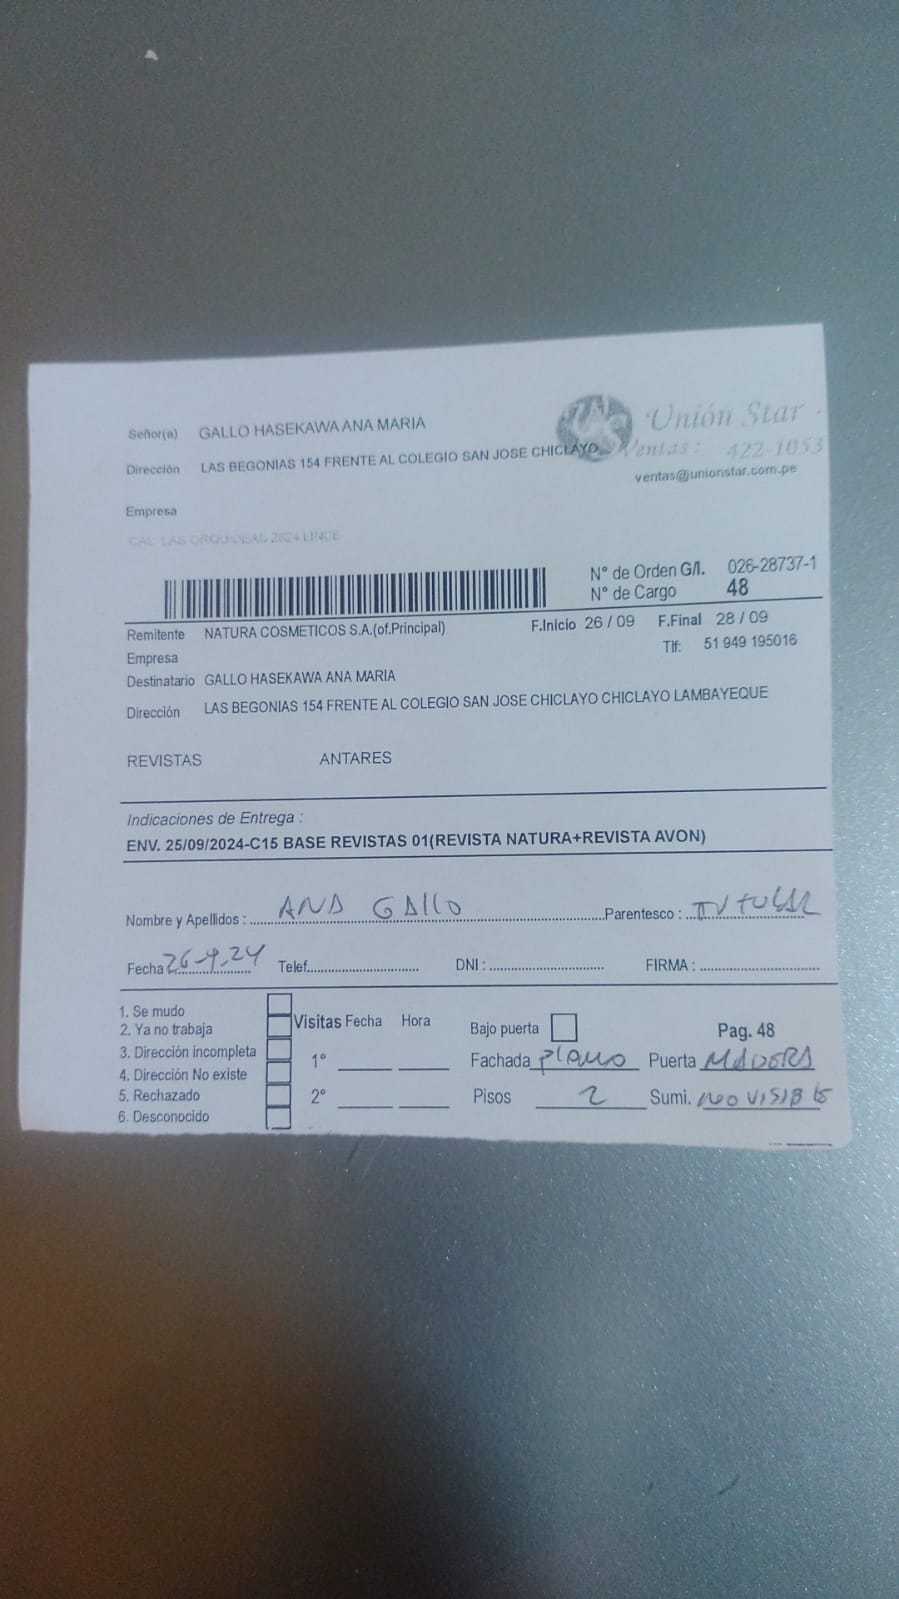 Señor(a) GALLO HASEKAWA ANA MARIA
Unión Star
Dirección LAS BEGONIAS 154 FRENTE AL COLEGIO SAN JOSE CHICLAYO
Ventas: 422-1053
ventas@unionstar.com.pe
Empresa
CAL. LAS ORQUIDEAS 2624 LINCE
N° de Orden G/I. 026-28737-1
N° de Cargo 48
Remitente NATURA COSMETICOS S.A.(of.Principal) F.Inicio 26 / 09 F.Final 28 / 09
Empresa Tlf: 51 949 195016
Destinatario GALLO HASEKAWA ANA MARIA
Dirección LAS BEGONIAS 154 FRENTE AL COLEGIO SAN JOSE CHICLAYO CHICLAYO LAMBAYEQUE
REVISTAS ANTARES
Indicaciones de Entrega :
ENV. 25/09/2024-C15 BASE REVISTAS 01(REVISTA NATURA+REVISTA AVON)
Nombre y Apellidos : ANA GALLO Parentesco : TITULAR
Fecha 26-9-24 Telef. DNI : FIRMA :
1. Se mudo
2. Ya no trabaja
3. Dirección incompleta
4. Dirección No existe
5. Rechazado
6. Desconocido
Visitas Fecha Hora
1°
2°
Bajo puerta Pag. 48
Fachada plomo Puerta MADERA
Pisos 2 Sumi. NO VISIBLE